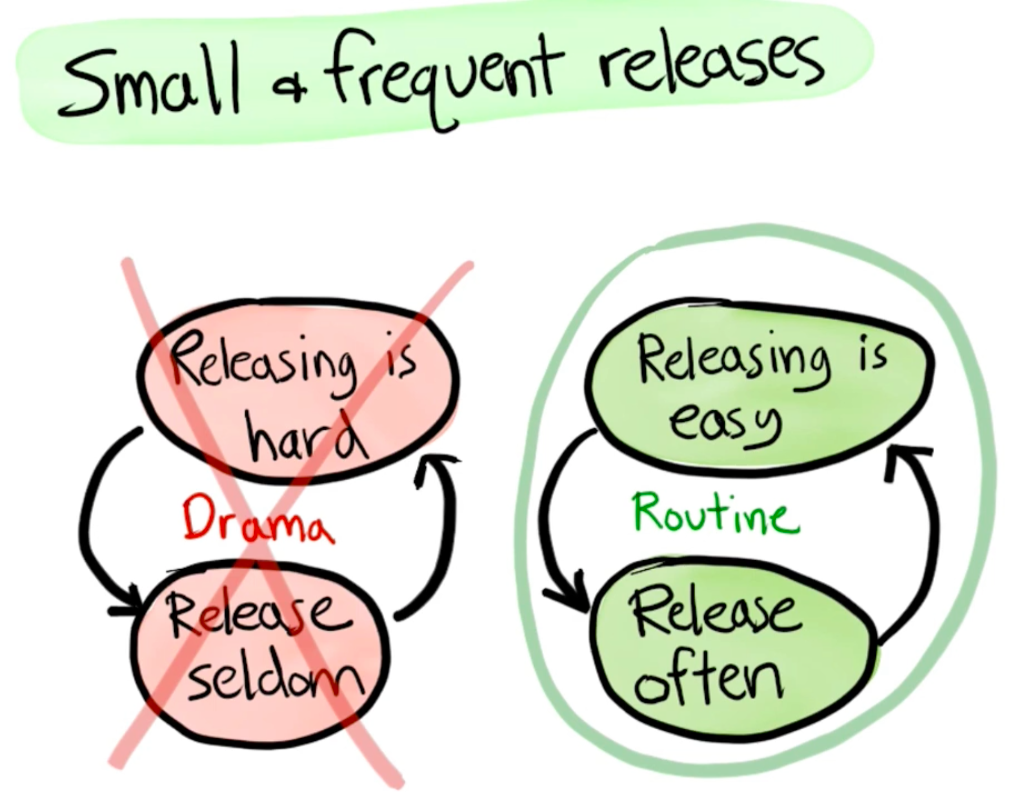 Small & frequent releases
Releasing is
hard
Drama
Release
seldom
Releasing is
easy
Routine
Release
often